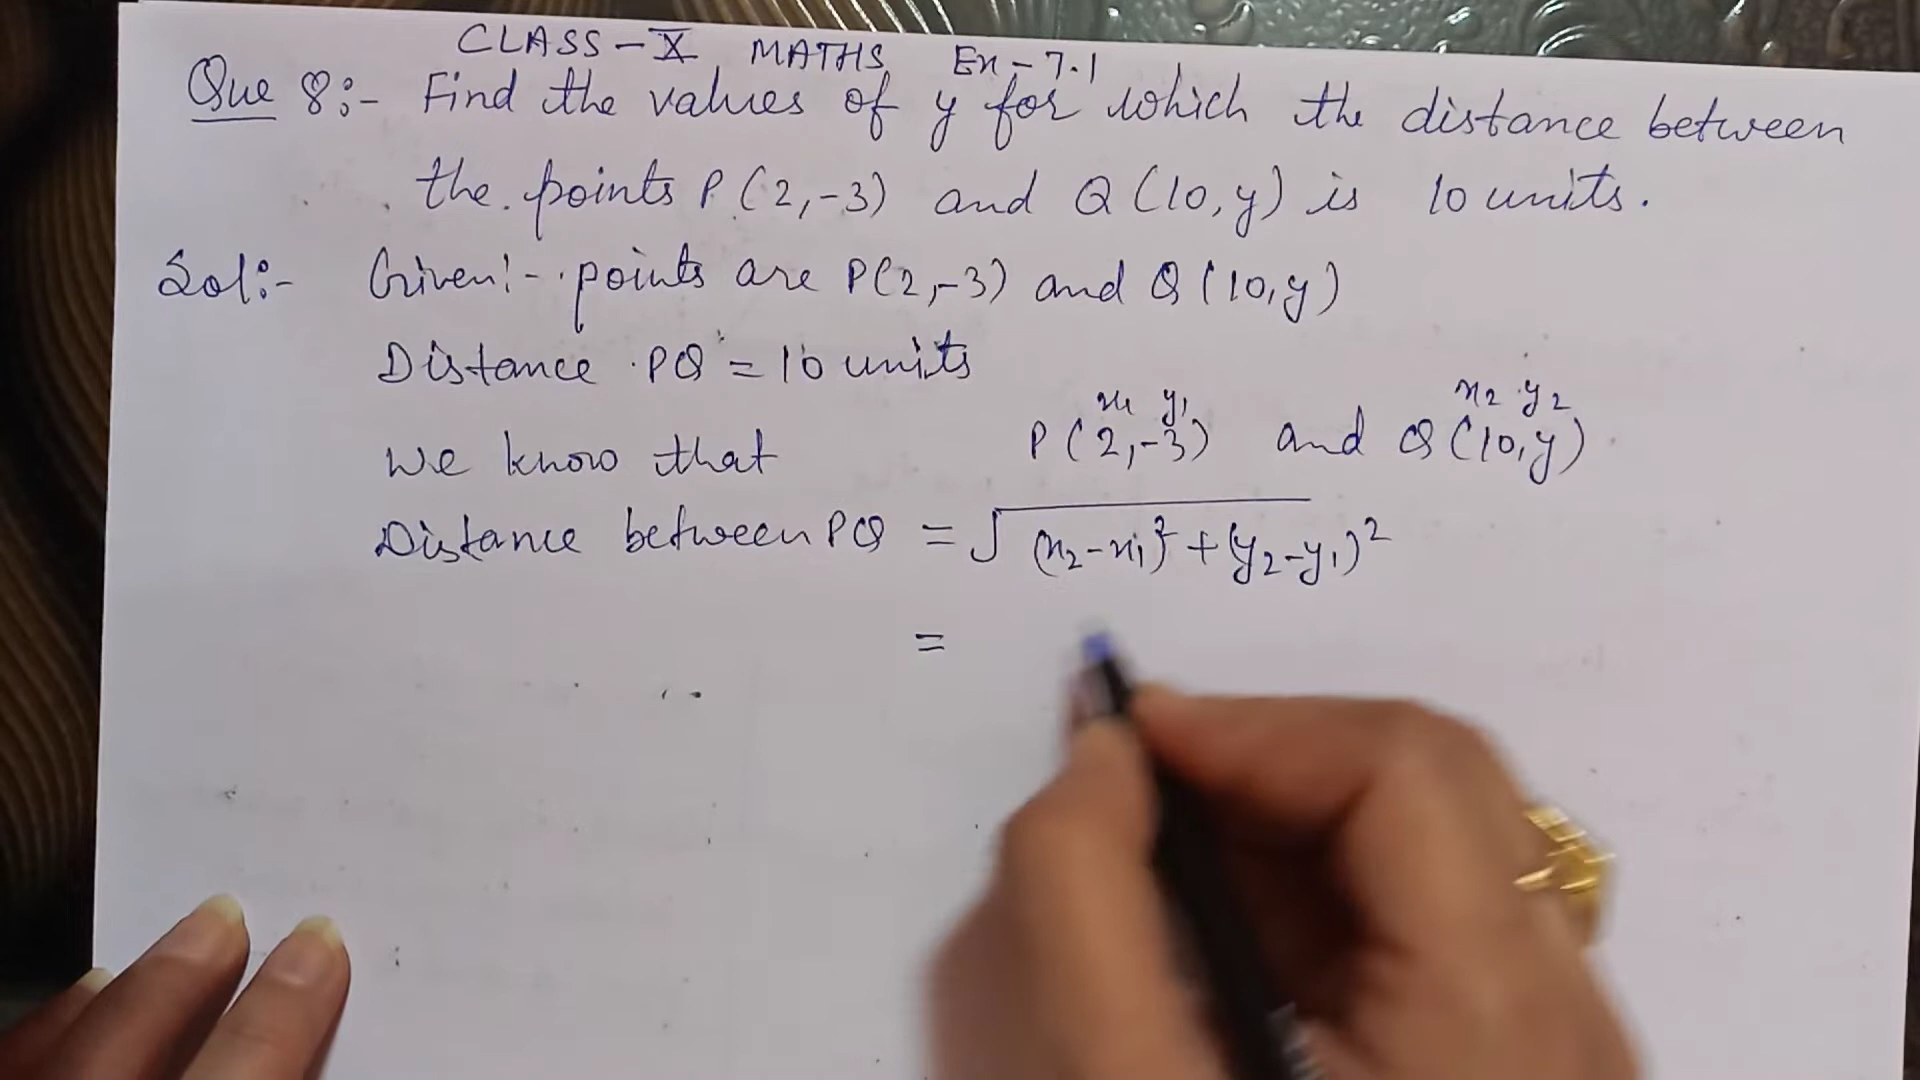 CLASS-X MATHS Ex-7.1
Que 8:- Find the values of y for which the distance between
the points P(2,-3) and Q(10,y) is 10 units.
Sol:- Given:- points are P(2,-3) and Q(10,y)
Distance PQ = 10 units
x1 y1 x2 y2
We know that P(2,-3) and Q(10,y)
Distance between PQ = √(x2-x1)²+(y2-y1)²
=